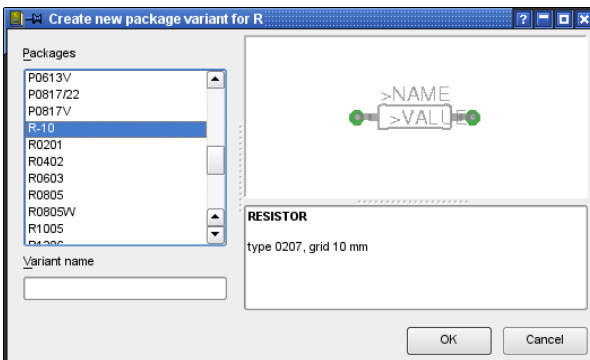 Create new package variant for R
Packages
P0613V
P0817/22
P0817V
R-10
R0201
R0402
R0603
R0805
R0805W
R1005
R1206
Variant name
>NAME
>VALUE
RESISTOR
type 0207, grid 10 mm
OK
Cancel